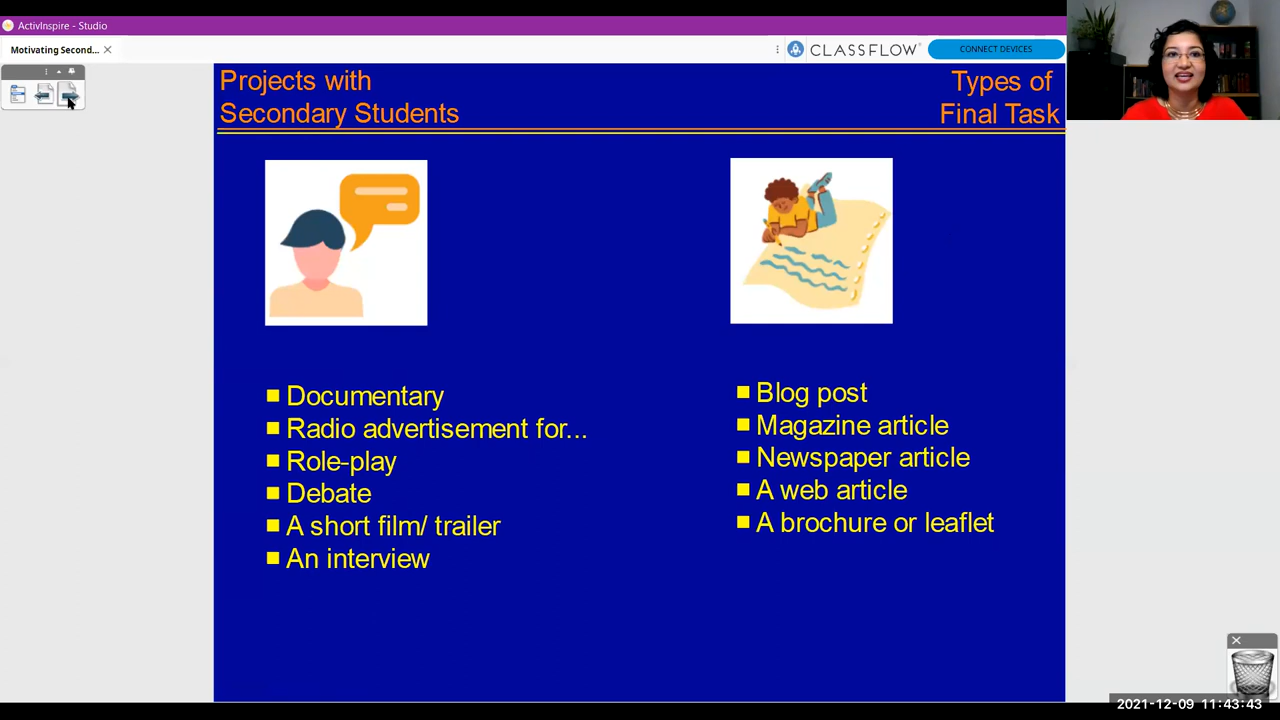 ActivInspire - Studio
Motivating Second...
CLASSFLOW
CONNECT DEVICES
Projects with
Secondary Students
Types of
Final Task
Documentary
Radio advertisement for...
Role-play
Debate
A short film/ trailer
An interview
Blog post
Magazine article
Newspaper article
A web article
A brochure or leaflet
2021-12-09 11:43:43